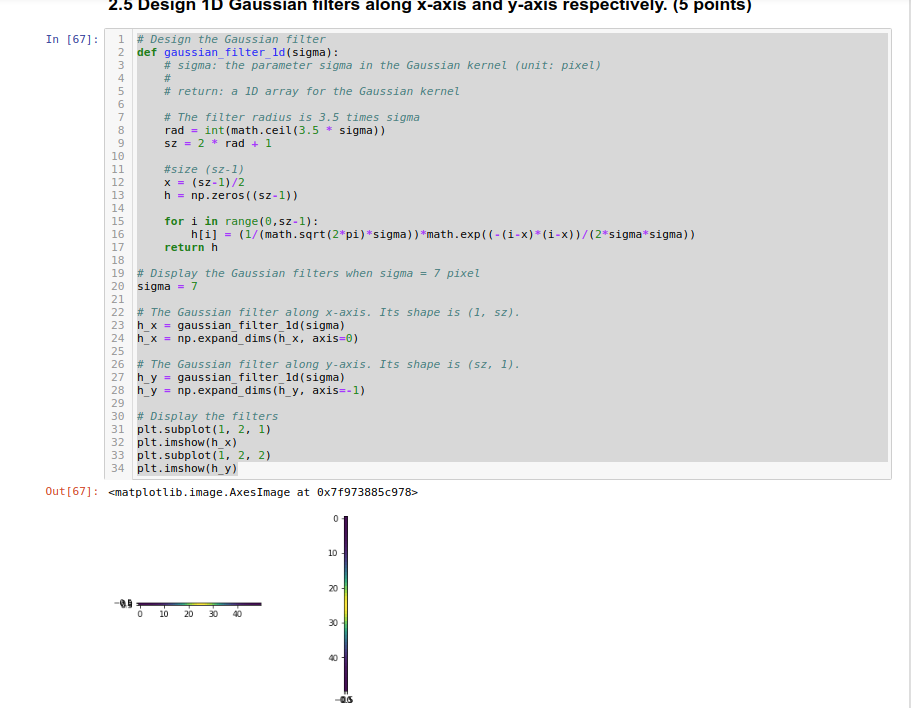 2.5 Design 1D Gaussian filters along x-axis and y-axis respectively. (5 points)
In [67]:
1 # Design the Gaussian filter
2 def gaussian_filter_1d(sigma):
3 # sigma: the parameter sigma in the Gaussian kernel (unit: pixel)
4 #
5 # return: a 1D array for the Gaussian kernel
6
7 # The filter radius is 3.5 times sigma
8 rad = int(math.ceil(3.5 * sigma))
9 sz = 2 * rad + 1
10
11 #size (sz-1)
12 x = (sz-1)/2
13 h = np.zeros((sz-1))
14
15 for i in range(0,sz-1):
16 h[i] = (1/(math.sqrt(2*pi)*sigma))*math.exp((-(i-x)*(i-x))/(2*sigma*sigma))
17 return h
18
19 # Display the Gaussian filters when sigma = 7 pixel
20 sigma = 7
21
22 # The Gaussian filter along x-axis. Its shape is (1, sz).
23 h_x = gaussian_filter_1d(sigma)
24 h_x = np.expand_dims(h_x, axis=0)
25
26 # The Gaussian filter along y-axis. Its shape is (sz, 1).
27 h_y = gaussian_filter_1d(sigma)
28 h_y = np.expand_dims(h_y, axis=-1)
29
30 # Display the filters
31 plt.subplot(1, 2, 1)
32 plt.imshow(h_x)
33 plt.subplot(1, 2, 2)
34 plt.imshow(h_y)
Out[67]: <matplotlib.image.AxesImage at 0x7f973885c978>
0 10 20 30 40
0
10
20
30
40